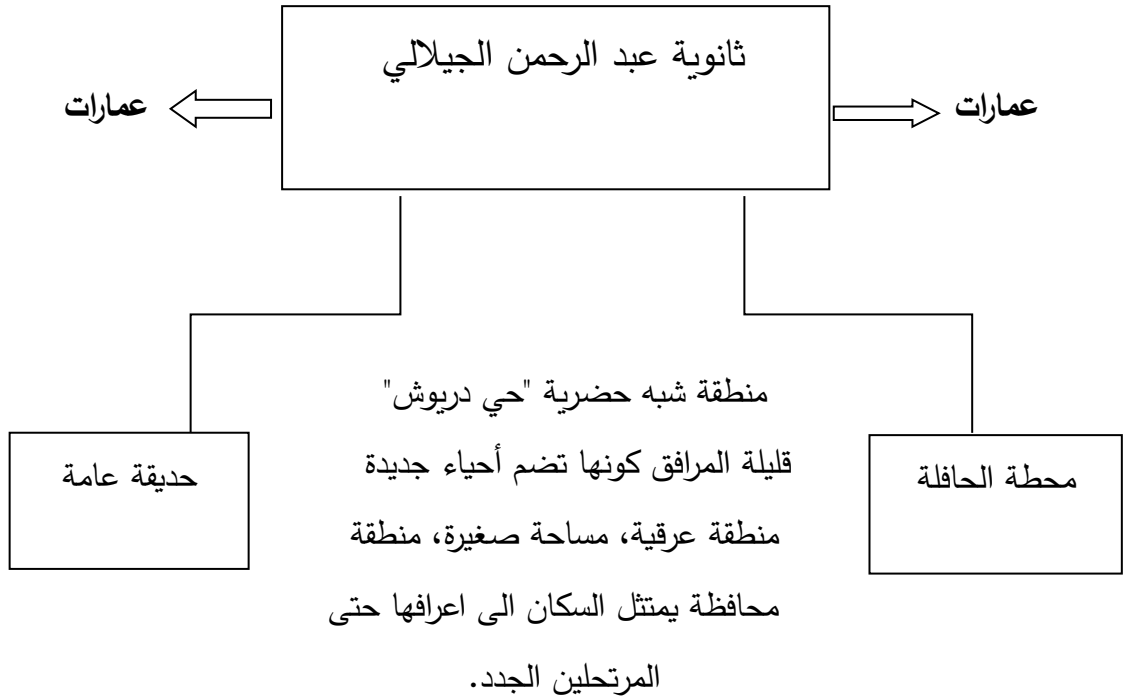 ثانوية عبد الرحمن الجيلالي
عمارات
عمارات
منطقة شبه حضرية "حي دريوش"
قليلة المرافق كونها تضم أحياء جديدة
منطقة عرقية، مساحة صغيرة، منطقة
محافظة يمتثل السكان الى اعرافها حتى
المرتحلين الجدد.
محطة الحافلة
حديقة عامة